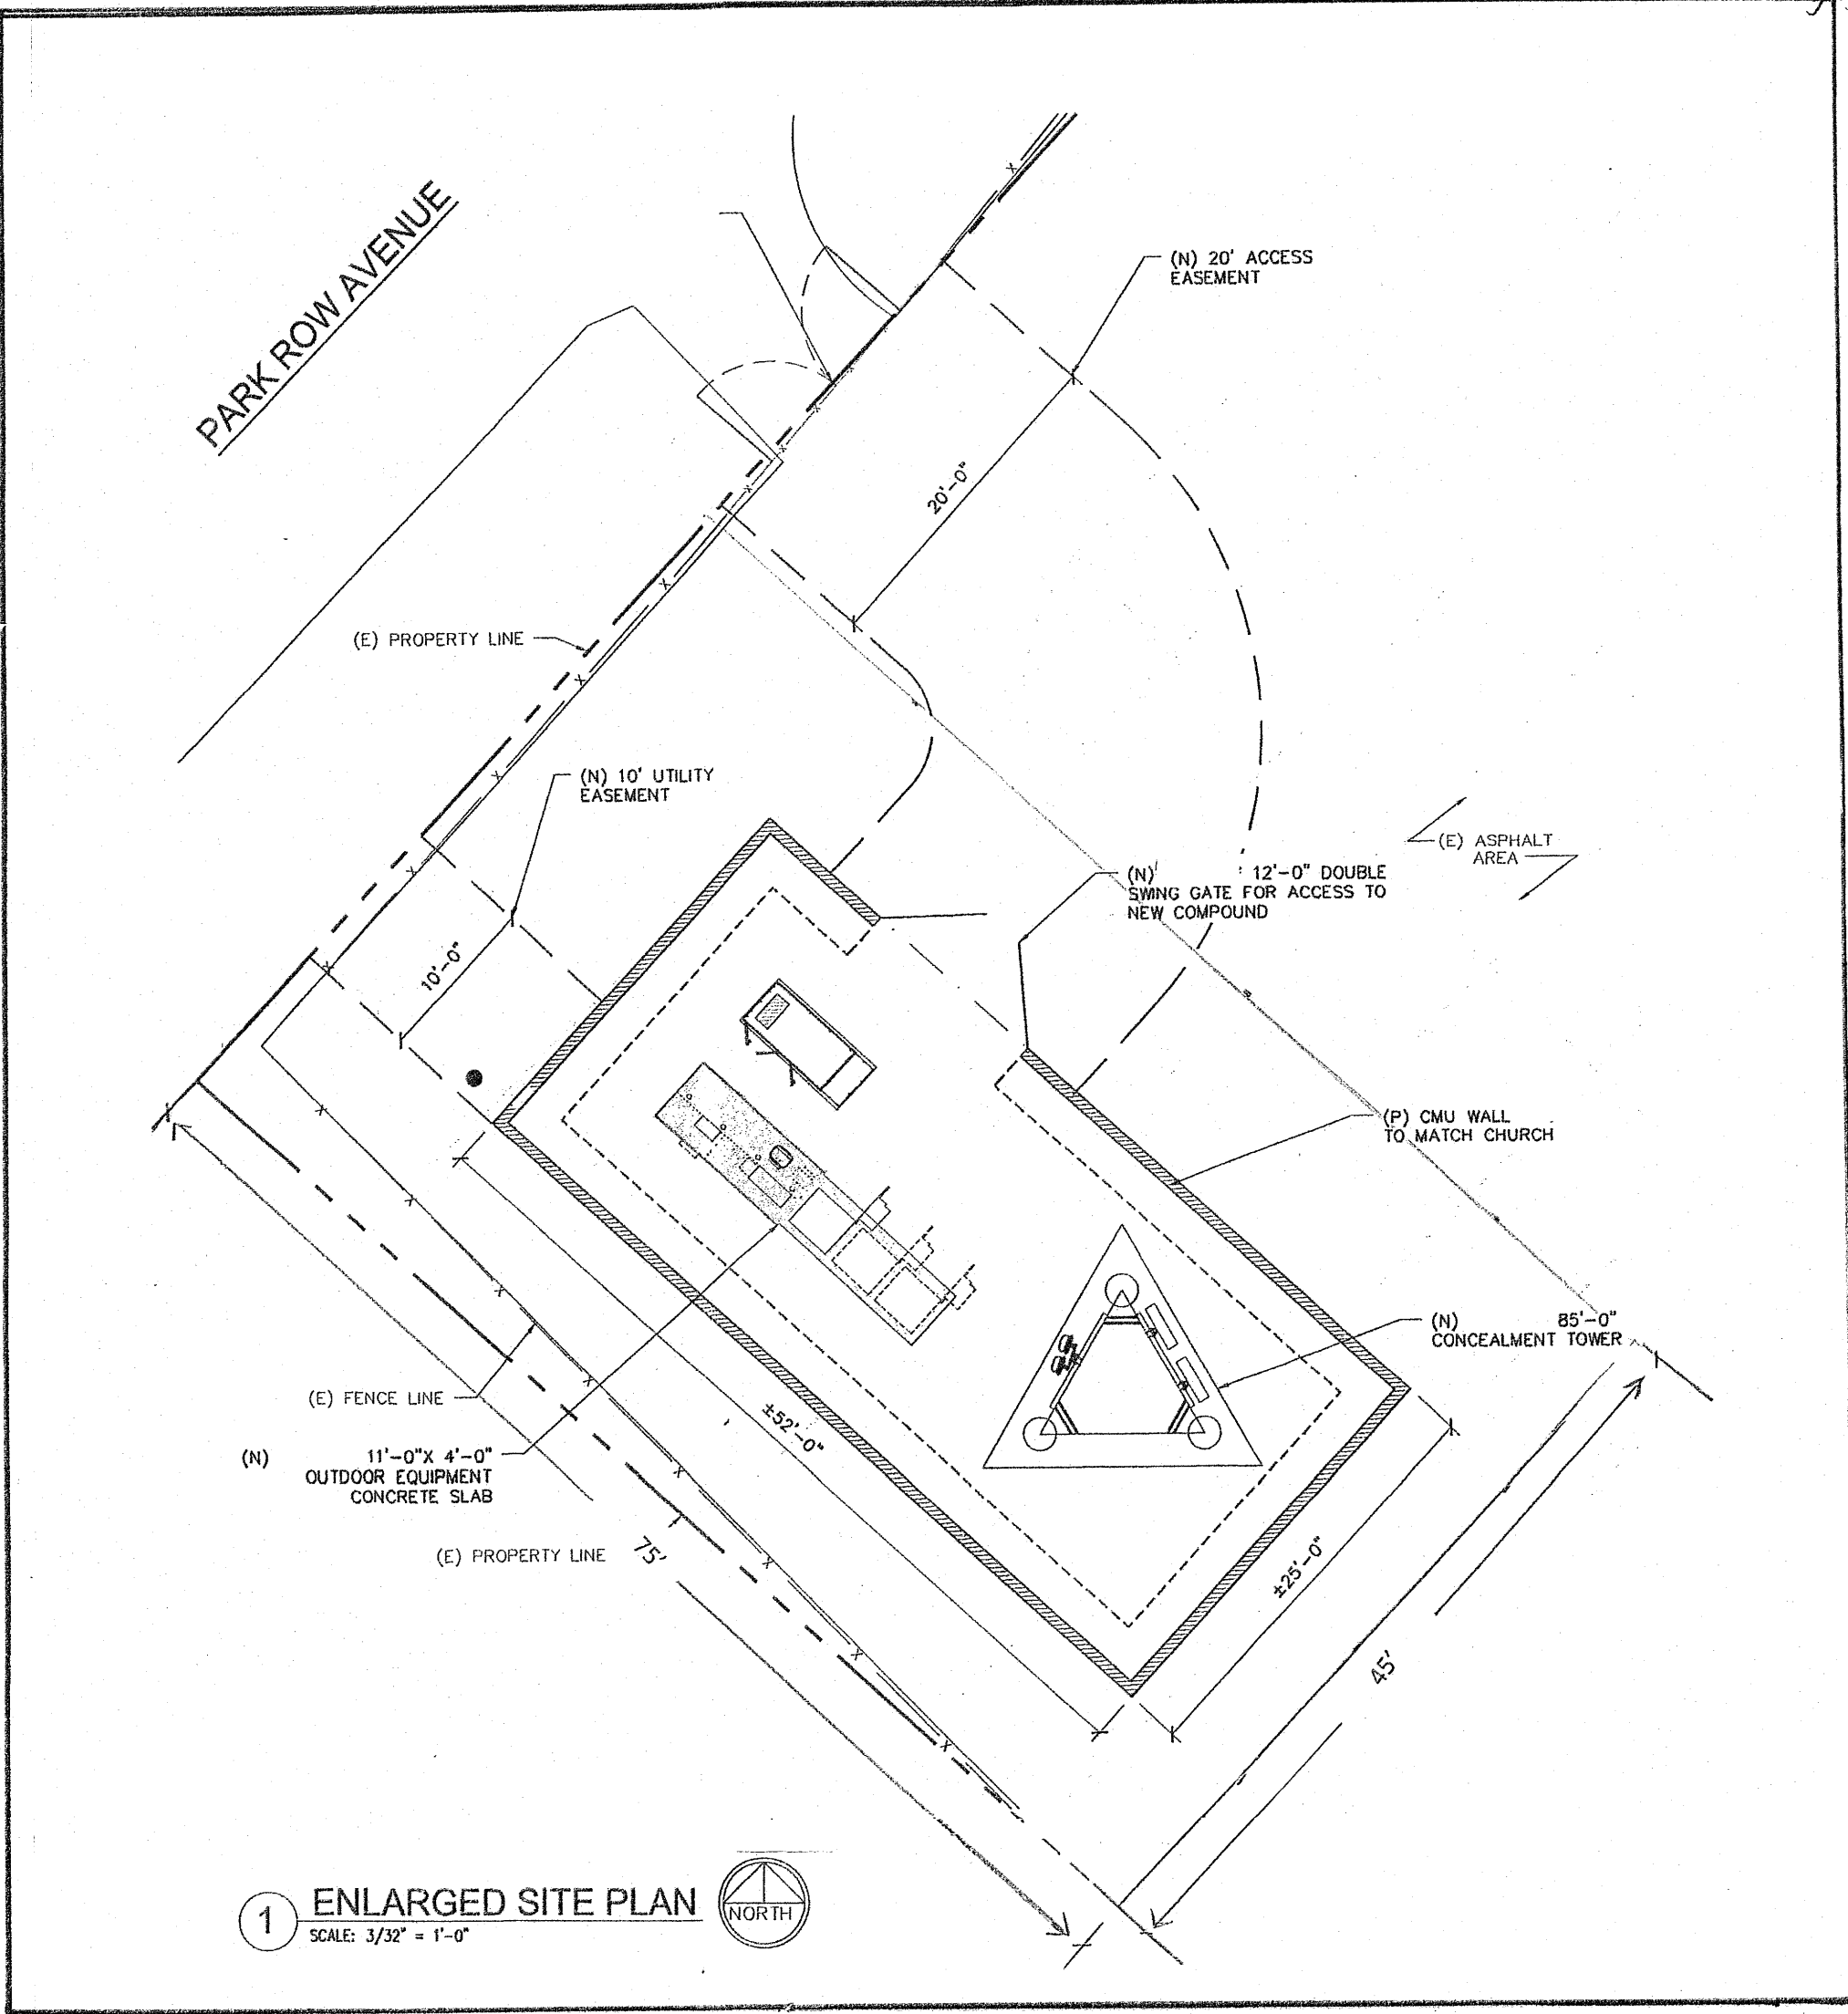 PARK ROW AVENUE
(N) 20' ACCESS
EASEMENT
20'-0"
(E) PROPERTY LINE
(N) 10' UTILITY
EASEMENT
10'-0"
(E) ASPHALT
AREA
(N) 12'-0" DOUBLE
SWING GATE FOR ACCESS TO
NEW COMPOUND
(P) CMU WALL
TO MATCH CHURCH
(N) 85'-0"
CONCEALMENT TOWER
(E) FENCE LINE
±52'-0"
(N) 11'-0"X 4'-0"
OUTDOOR EQUIPMENT
CONCRETE SLAB
(E) PROPERTY LINE
75'
±25'-0"
45'
1 ENLARGED SITE PLAN
SCALE: 3/32" = 1'-0"
NORTH